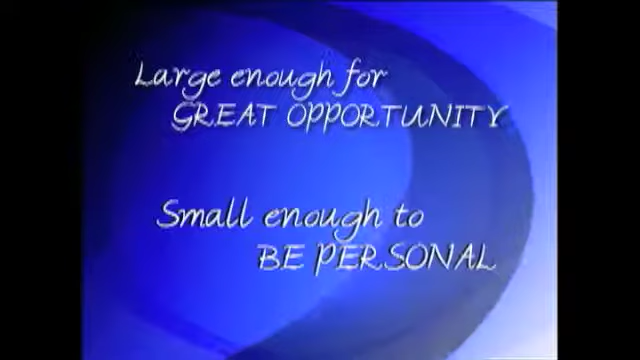 Large enough for
GREAT OPPORTUNITY
Small enough to
BE PERSONAL